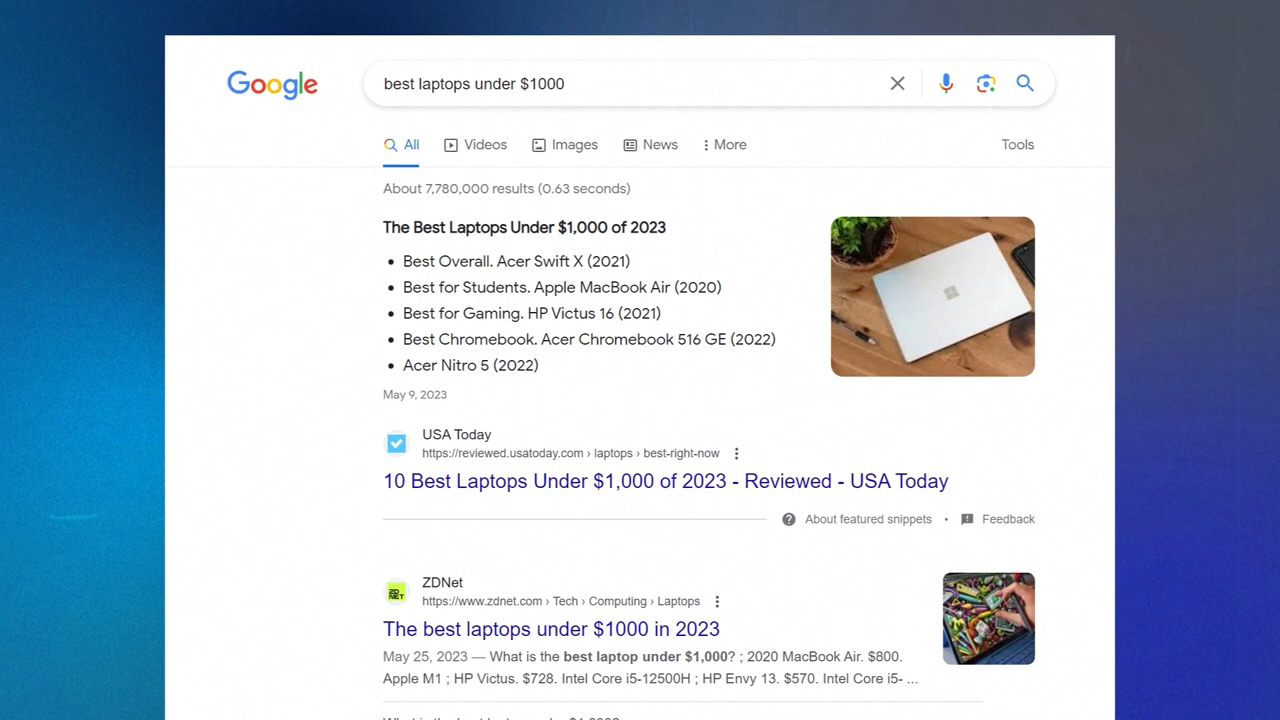 Google
best laptops under $1000
All Videos Images News More Tools
About 7,780,000 results (0.63 seconds)
The Best Laptops Under $1,000 of 2023
Best Overall. Acer Swift X (2021)
Best for Students. Apple MacBook Air (2020)
Best for Gaming. HP Victus 16 (2021)
Best Chromebook. Acer Chromebook 516 GE (2022)
Acer Nitro 5 (2022)
May 9, 2023
USA Today
https://reviewed.usatoday.com › laptops › best-right-now
10 Best Laptops Under $1,000 of 2023 - Reviewed - USA Today
About featured snippets • Feedback
ZDNet
https://www.zdnet.com › Tech › Computing › Laptops
The best laptops under $1000 in 2023
May 25, 2023 — What is the best laptop under $1,000? ; 2020 MacBook Air. $800.
Apple M1 ; HP Victus. $728. Intel Core i5-12500H ; HP Envy 13. $570. Intel Core i5- ...